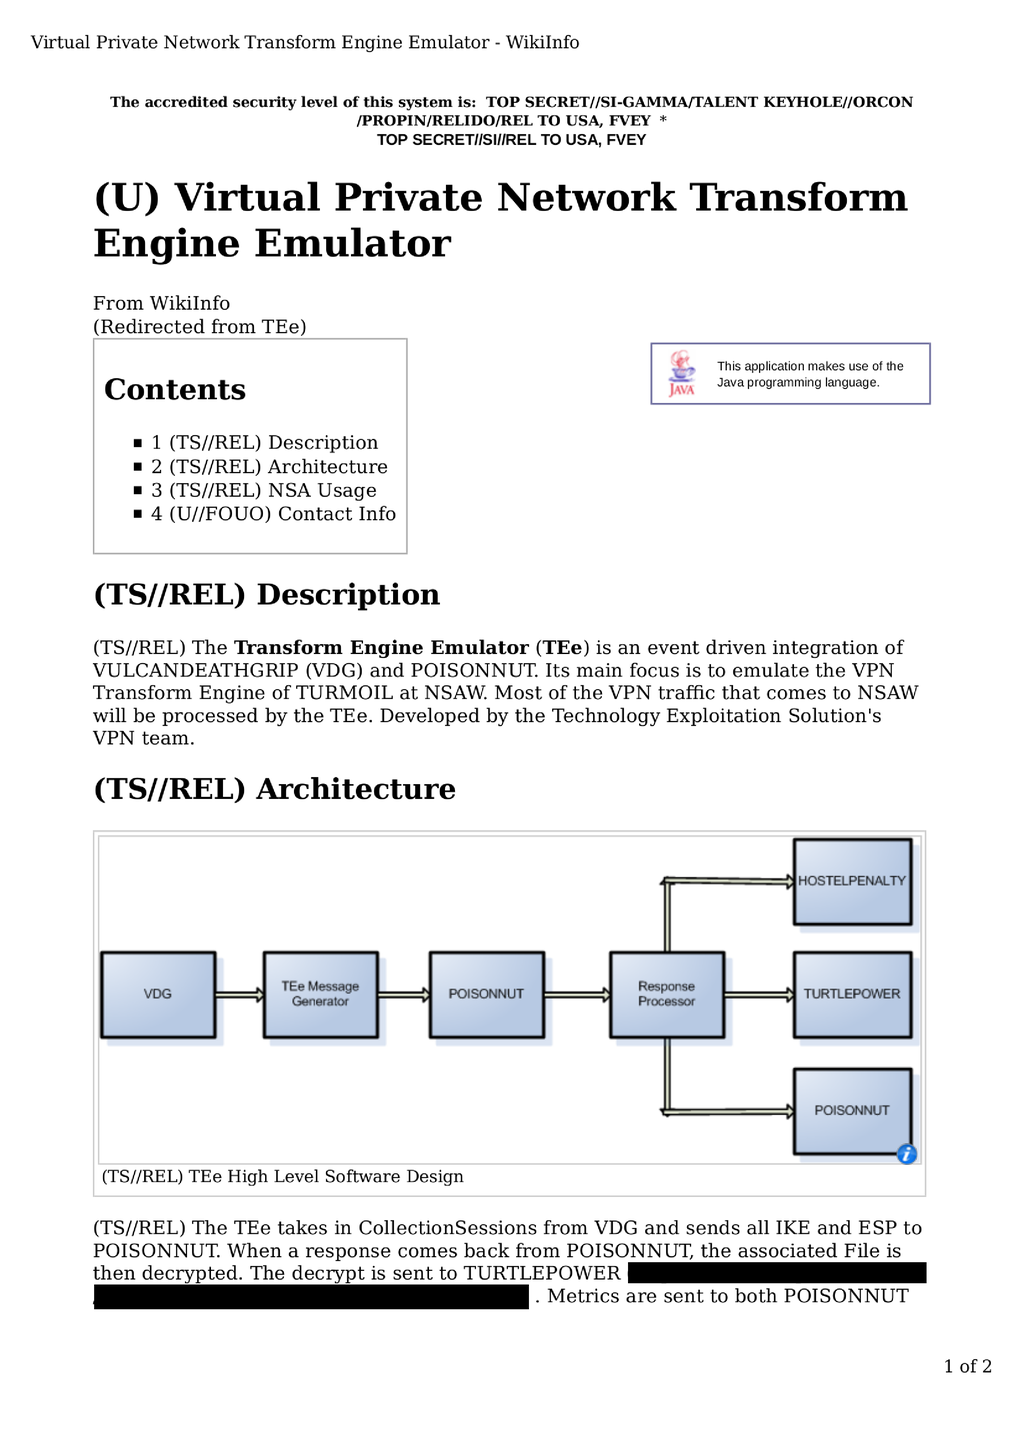 Virtual Private Network Transform Engine Emulator - WikiInfo
The accredited security level of this system is: TOP SECRET//SI-GAMMA/TALENT KEYHOLE//ORCON
/PROPIN/RELIDO/REL TO USA, FVEY *
TOP SECRET//SI//REL TO USA, FVEY
(U) Virtual Private Network Transform
Engine Emulator
From WikiInfo
(Redirected from TEe)
Contents
1 (TS//REL) Description
2 (TS//REL) Architecture
3 (TS//REL) NSA Usage
4 (U//FOUO) Contact Info
JAVA
This application makes use of the
Java programming language.
(TS//REL) Description
(TS//REL) The Transform Engine Emulator (TEe) is an event driven integration of
VULCANDEATHGRIP (VDG) and POISONNUT. Its main focus is to emulate the VPN
Transform Engine of TURMOIL at NSAW. Most of the VPN traffic that comes to NSAW
will be processed by the TEe. Developed by the Technology Exploitation Solution's
VPN team.
(TS//REL) Architecture
HOSTELPENALTY
VDG
TEe Message
Generator
POISONNUT
Response
Processor
TURTLEPOWER
POISONNUT
(TS//REL) TEe High Level Software Design
(TS//REL) The TEe takes in CollectionSessions from VDG and sends all IKE and ESP to
POISONNUT. When a response comes back from POISONNUT, the associated File is
then decrypted. The decrypt is sent to TURTLEPOWER
. Metrics are sent to both POISONNUT
1 of 2